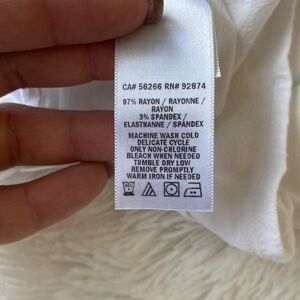 CA# 56266 RN# 92874
97% RAYON / RAYONNE /
RAYON
3% SPANDEX /
ELASTHANNE / SPANDEX
MACHINE WASH COLD
DELICATE CYCLE
ONLY NON-CHLORINE
BLEACH WHEN NEEDED
TUMBLE DRY LOW
REMOVE PROMPTLY
WARM IRON IF NEEDED